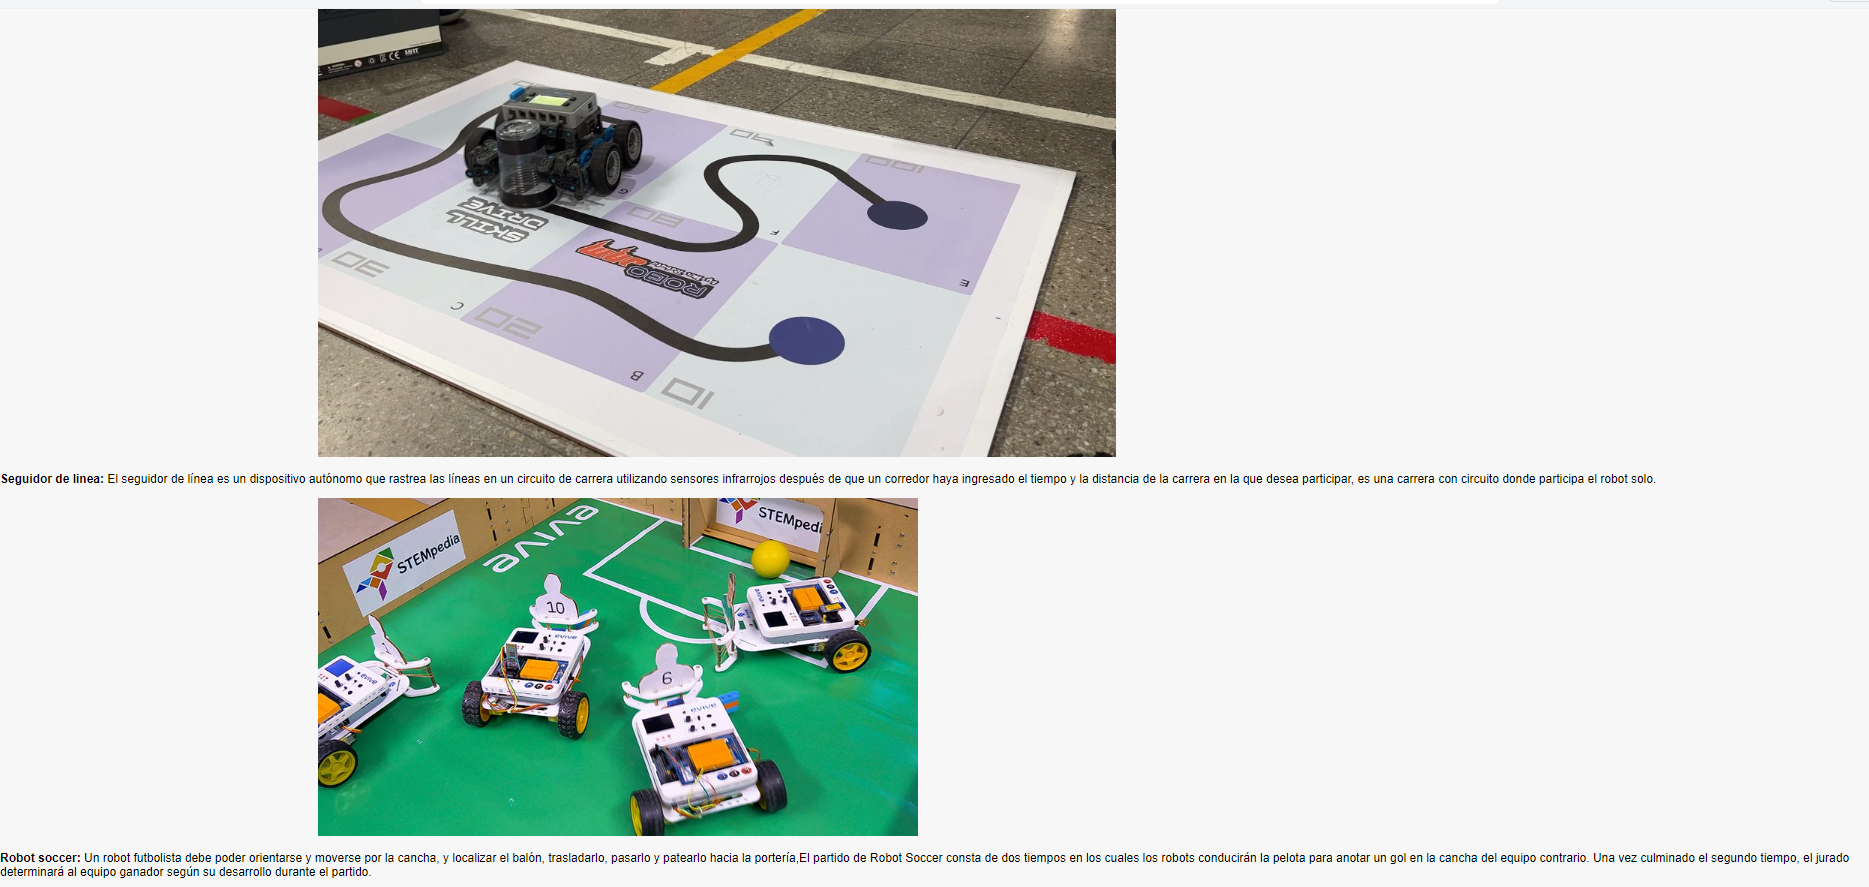 MATT
40
100
G
80
F
SKILL
DRIVE
ROBO
E
30
C
20
B
10
Seguidor de linea: El seguidor de línea es un dispositivo autónomo que rastrea las líneas en un circuito de carrera utilizando sensores infrarrojos después de que un corredor haya ingresado el tiempo y la distancia de la carrera en la que desea participar, es una carrera con circuito donde participa el robot solo.
STEMpedi
STEMpedia
evive
10
evive
evive
evive
6
evive
Robot soccer: Un robot futbolista debe poder orientarse y moverse por la cancha, y localizar el balón, trasladarlo, pasarlo y patearlo hacia la portería,El partido de Robot Soccer consta de dos tiempos en los cuales los robots conducirán la pelota para anotar un gol en la cancha del equipo contrario. Una vez culminado el segundo tiempo, el jurado
determinará al equipo ganador según su desarrollo durante el partido.